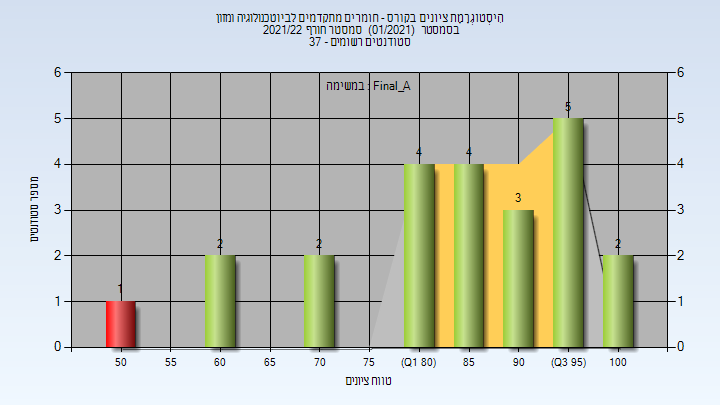 היסטוגרמת ציונים בקורס - חומרים מתקדמים לביוטכנולוגיה ומזון
בסמסטר (01/2021) סמסטר חורף 2021/22
סטודנטים רשומים - 37
במשימה : Final_A
6 6
5 5
4 4
3 3
2 2
1 1
0 0
1 2 2 4 4 3 5 2
מספר סטודנטים
50 55 60 65 70 75 (Q1 80) 85 90 (Q3 95) 100
טווח ציונים